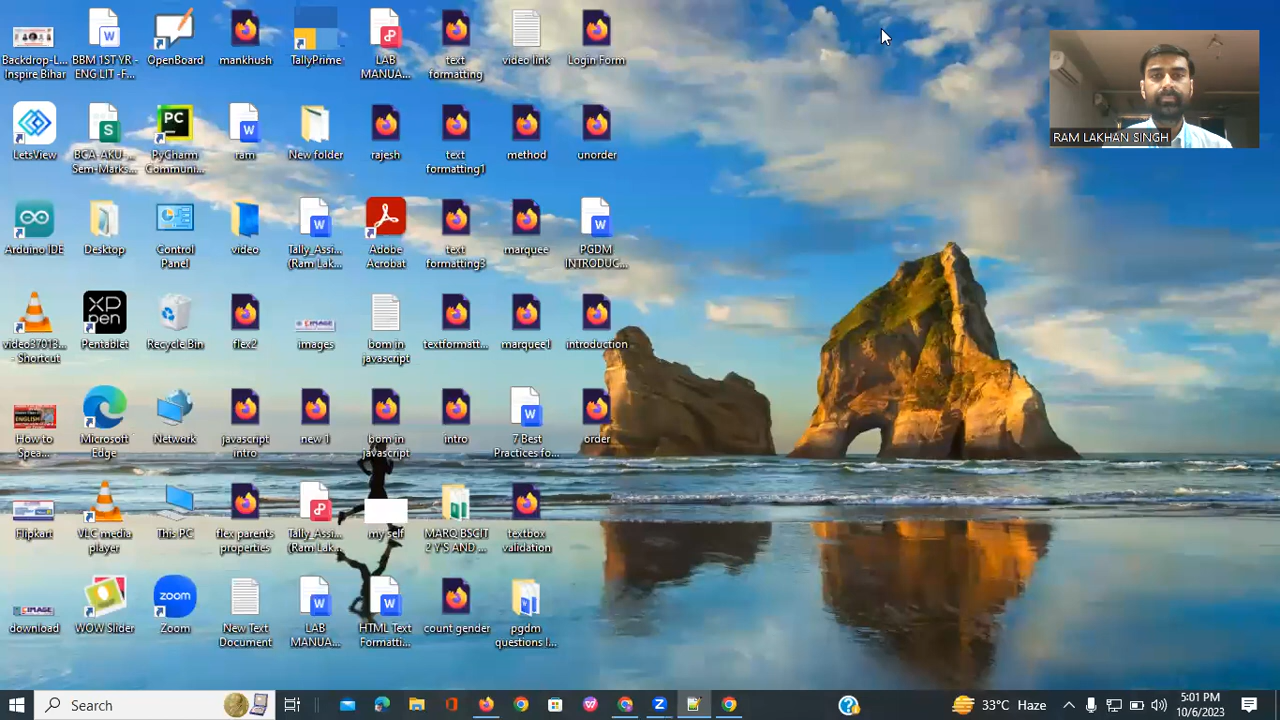 Backdrop-L...
Inspire Bihar
BBM 1ST YR -
ENG LIT -F...
OpenBoard
mankhush
TallyPrime
LAB
MANUA...
text
formatting
video link
Login Form
RAM LAKHAN SINGH
LetsView
BCA-AKU-...
Sem-Marks...
PyCharm
Communi...
ram
New folder
rajesh
text
formatting1
method
unorder
Arduino IDE
Desktop
Control
Panel
video
Tally_Assi...
(Ram Lak...
Adobe
Acrobat
text
formatting3
marquee
PGDM
INTRODUC...
video37013...
- Shortcut
XP
pen
Pentablet
Recycle Bin
flex2
images
bom in
javascript
textformatt...
marquee1
introduction
How to
Spea...
Microsoft
Edge
Network
javascript
intro
new 1
bom in
javascript
intro
7 Best
Practices fo...
order
Flipkart
VLC media
player
This PC
flex parents
properties
Tally_Assi...
(Ram Lak...
my self
MARQ BSCIT
2 Y'S AND ...
textbox
validation
download
WOW Slider
zoom
Zoom
New Text
Document
LAB
MANUA...
HTML Text
Formatti...
count gender
pgdm
questions l...
Search
33°C Haze
5:01 PM
10/6/2023